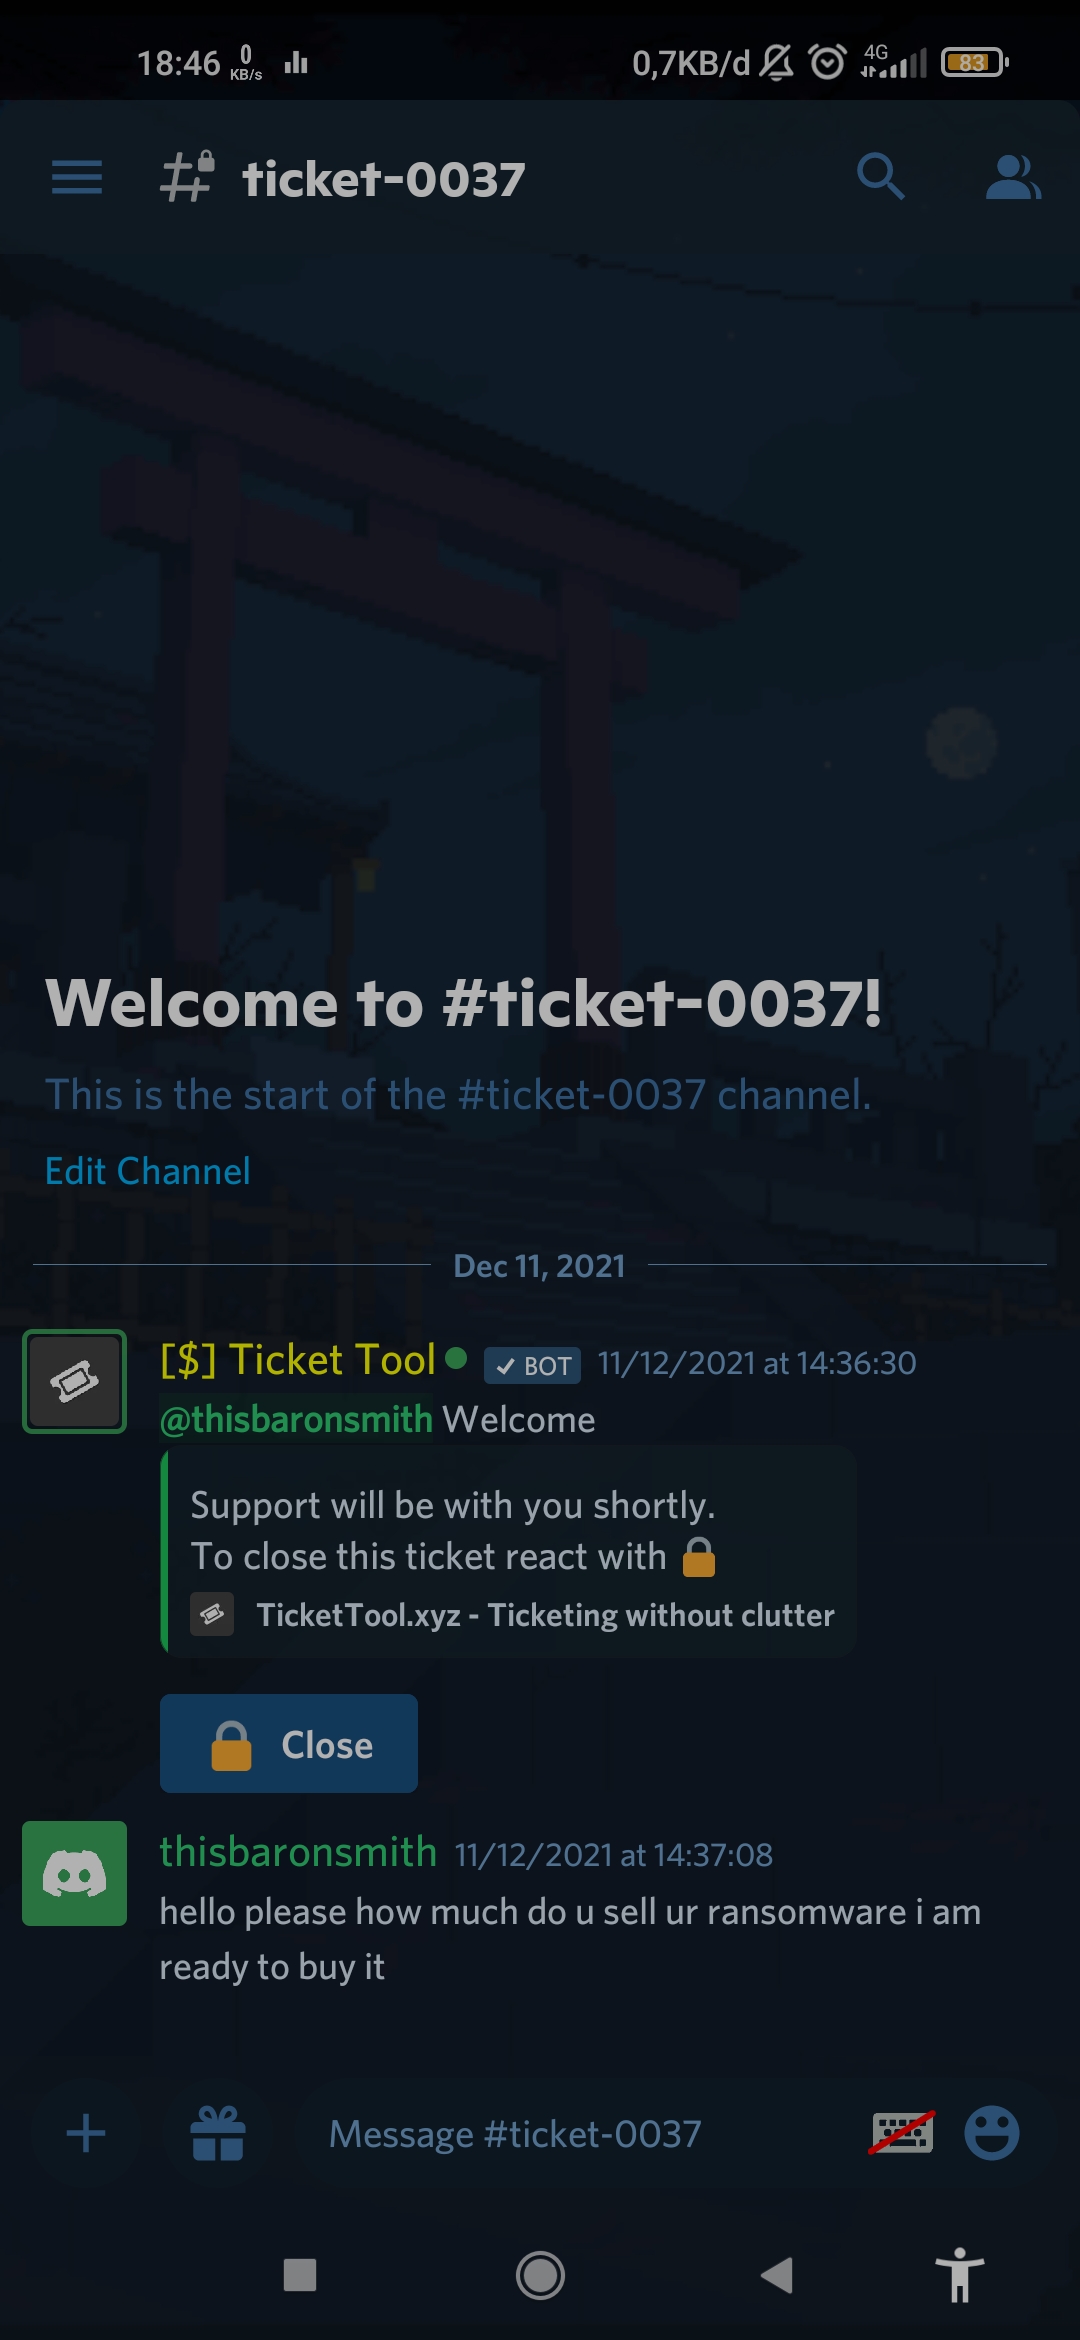 18:46 0 KB/s 0,7KB/d 4G 83
ticket-0037
Welcome to #ticket-0037!
This is the start of the #ticket-0037 channel.
Edit Channel
Dec 11, 2021
[$] Ticket Tool BOT 11/12/2021 at 14:36:30
@thisbaronsmith Welcome
Support will be with you shortly.
To close this ticket react with 🔒
TicketTool.xyz - Ticketing without clutter
🔒 Close
thisbaronsmith 11/12/2021 at 14:37:08
hello please how much do u sell ur ransomware i am
ready to buy it
Message #ticket-0037